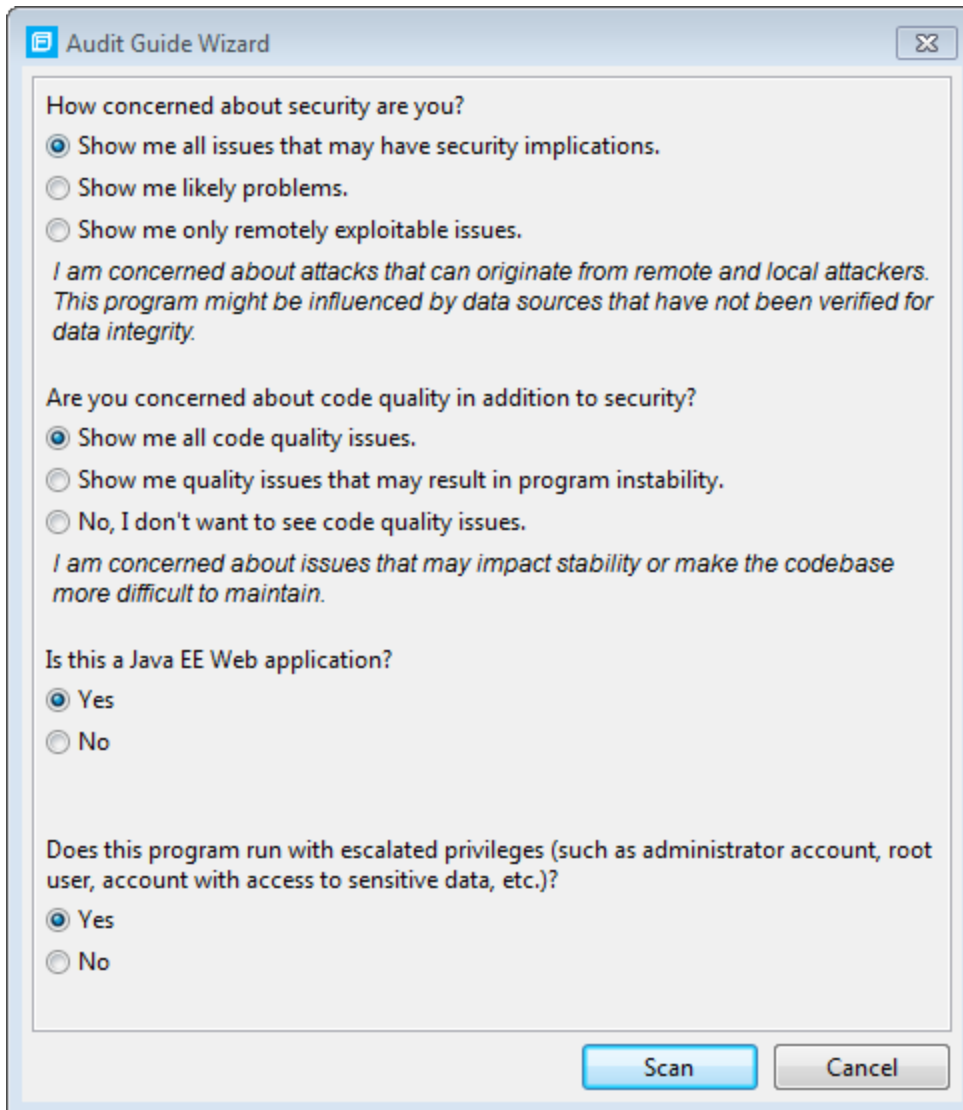 Audit Guide Wizard
How concerned about security are you?
Show me all issues that may have security implications.
Show me likely problems.
Show me only remotely exploitable issues.
I am concerned about attacks that can originate from remote and local attackers.
This program might be influenced by data sources that have not been verified for
data integrity.
Are you concerned about code quality in addition to security?
Show me all code quality issues.
Show me quality issues that may result in program instability.
No, I don't want to see code quality issues.
I am concerned about issues that may impact stability or make the codebase
more difficult to maintain.
Is this a Java EE Web application?
Yes
No
Does this program run with escalated privileges (such as administrator account, root
user, account with access to sensitive data, etc.)?
Yes
No
Scan Cancel